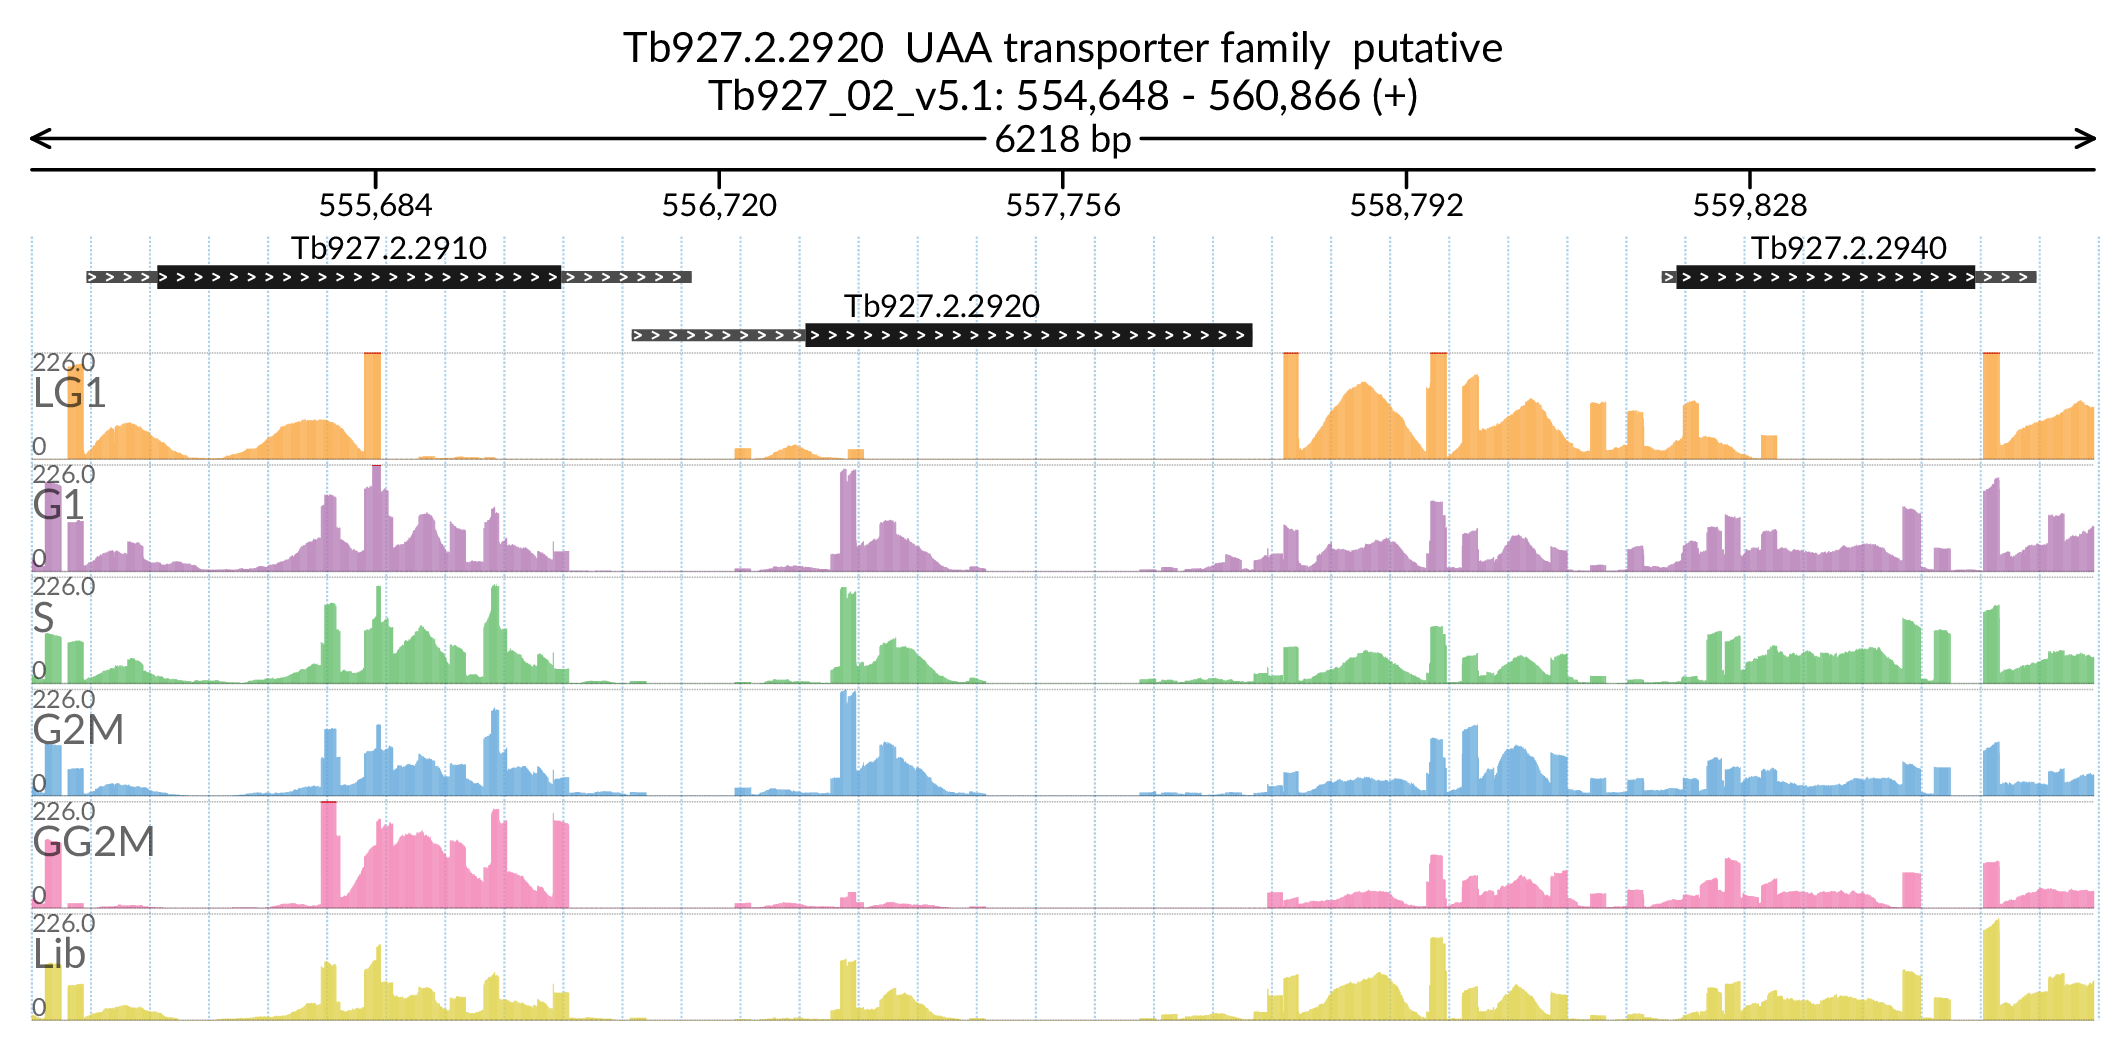 Tb927.2.2920  UAA transporter family  putative
Tb927_02_v5.1: 554,648 - 560,866 (+)
6218 bp
555,684 556,720 557,756 558,792 559,828
Tb927.2.2910 Tb927.2.2940
Tb927.2.2920
226.0
LG1
0
226.0
G1
0
226.0
S
0
226.0
G2M
0
226.0
GG2M
0
226.0
Lib
0